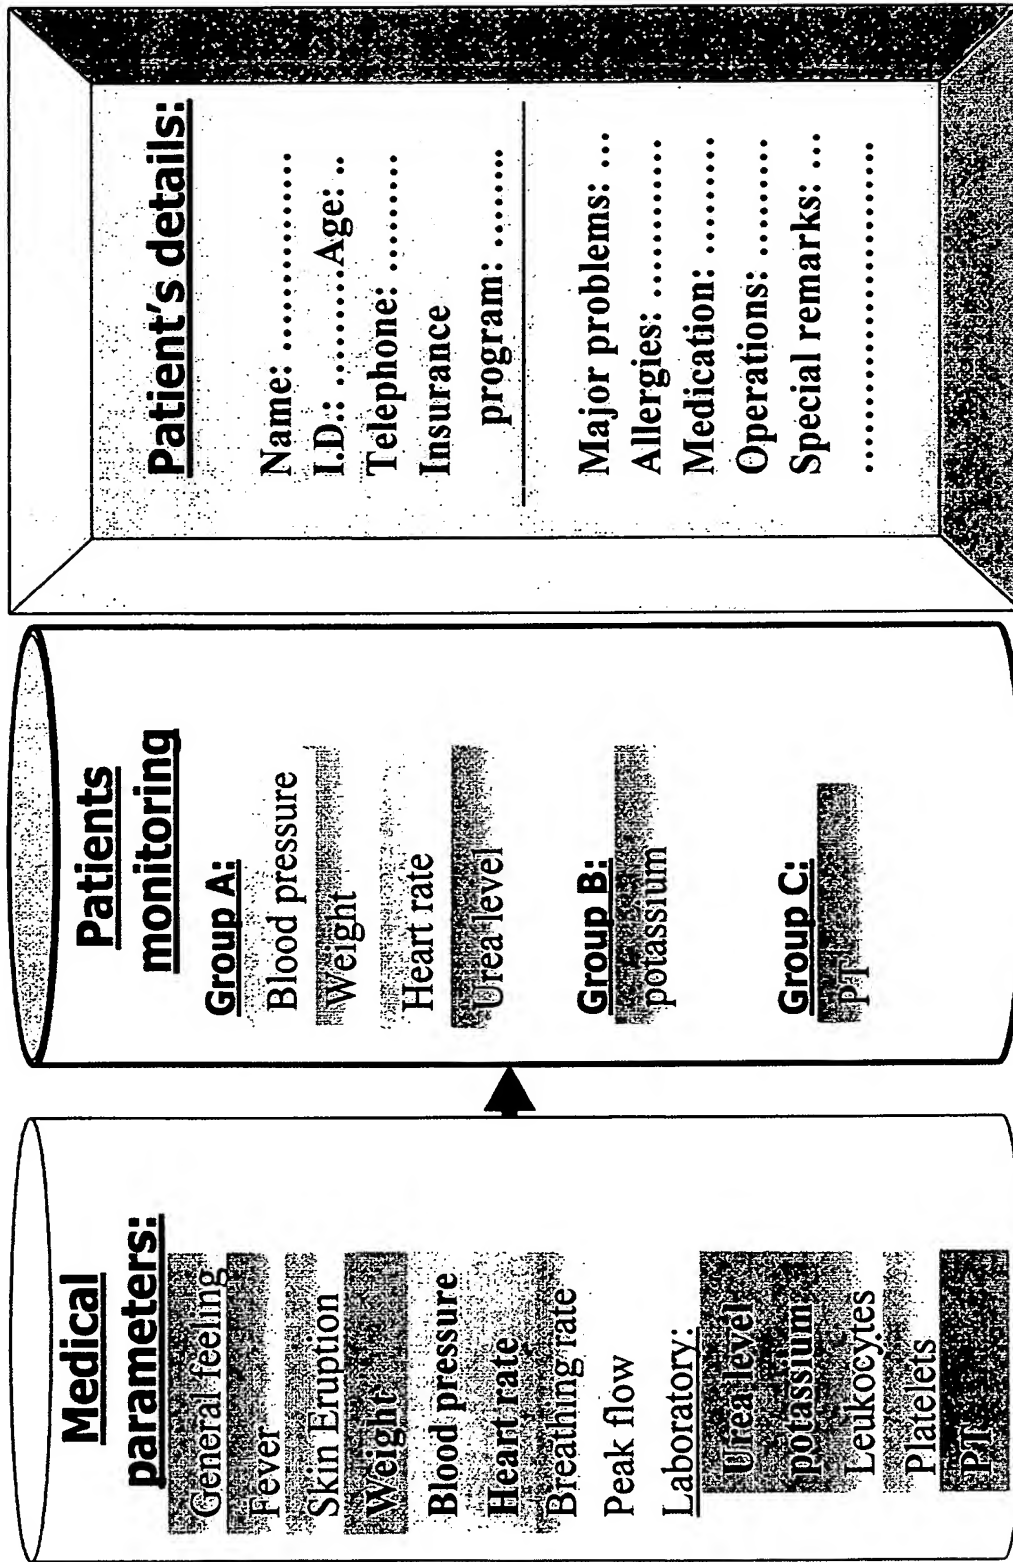 Medical
parameters:
General feeling
Fever
Skin Eruption
Weight
Blood pressure
Heart rate
Breathing rate
Peak flow
Laboratory:
Urea level
potassium
Leukocytes
Platelets
PT
Patients
monitoring
Group A:
Blood pressure
Weight
Heart rate
Urea level
Group B:
potassium
Group C:
PT
Patient's details:
Name: ................
I.D.: ..........Age: ..
Telephone: .........
Insurance
program: ........
Major problems: ...
Allergies: ..............
Medication: ..........
Operations: ..........
Special remarks: ...
............................